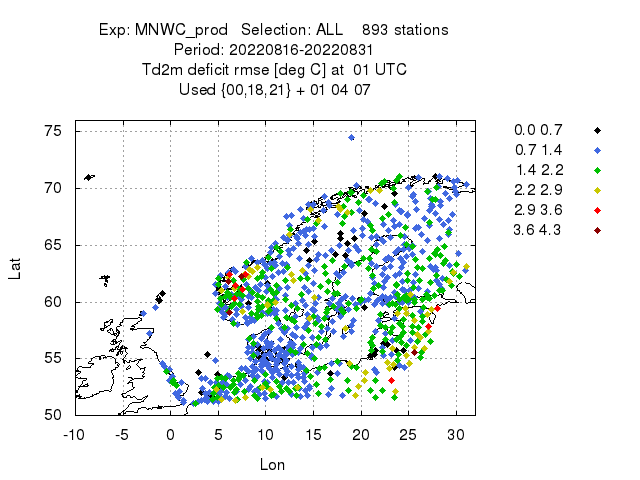 Exp: MNWC_prod   Selection: ALL    893 stations
Period: 20220816-20220831
Td2m deficit rmse [deg C] at  01 UTC
Used {00,18,21} + 01 04 07
75
70
65
60
55
50
Lat
-10 -5 0 5 10 15 20 25 30
Lon
0.0 0.7
0.7 1.4
1.4 2.2
2.2 2.9
2.9 3.6
3.6 4.3